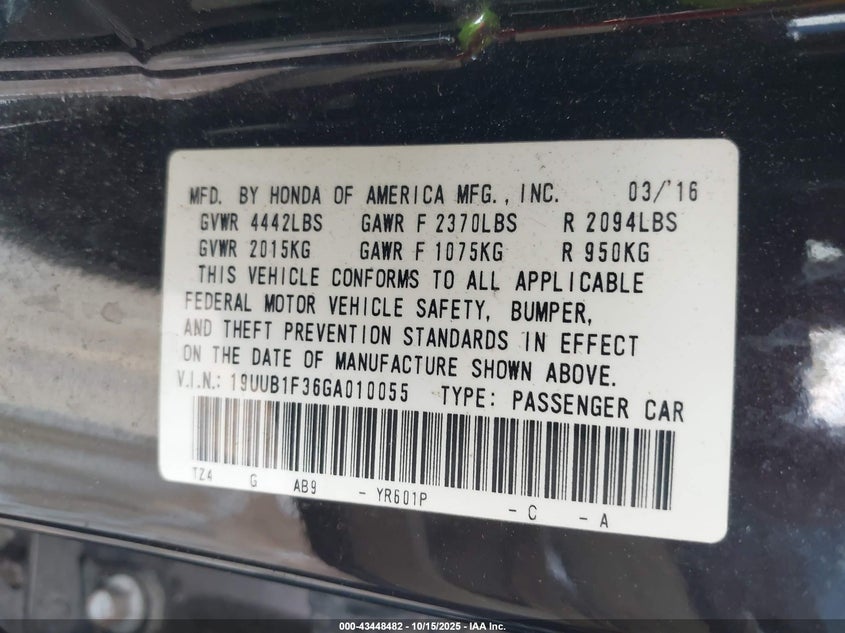 MFD. BY HONDA OF AMERICA MFG., INC. 03/'16
GVWR 4442LBS GAWR F 2370LBS R 2094LBS
GVWR 2015KG GAWR F 1075KG R 950KG
THIS VEHICLE CONFORMS TO ALL APPLICABLE
FEDERAL MOTOR VEHICLE SAFETY, BUMPER,
AND THEFT PREVENTION STANDARDS IN EFFECT
ON THE DATE OF MANUFACTURE SHOWN ABOVE.
V.I.N.: 19UUB1F36GA010055 TYPE: PASSENGER CAR
TZ4 G AB9 - YR601P - C - A
000-43448482 - 10/15/2025 - IAA Inc.